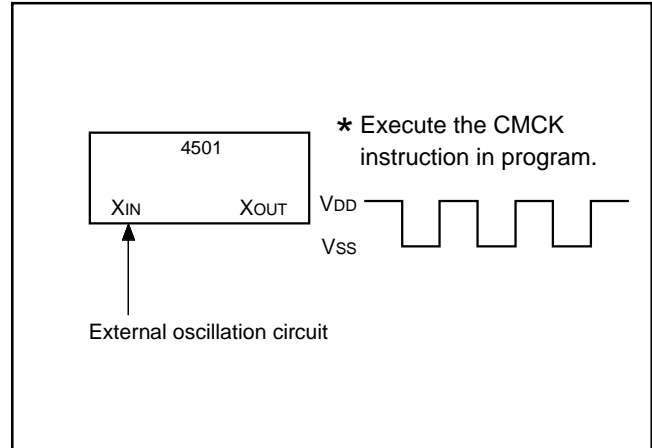 4501
* Execute the CMCK
instruction in program.
XIN XOUT
VDD
VSS
External oscillation circuit